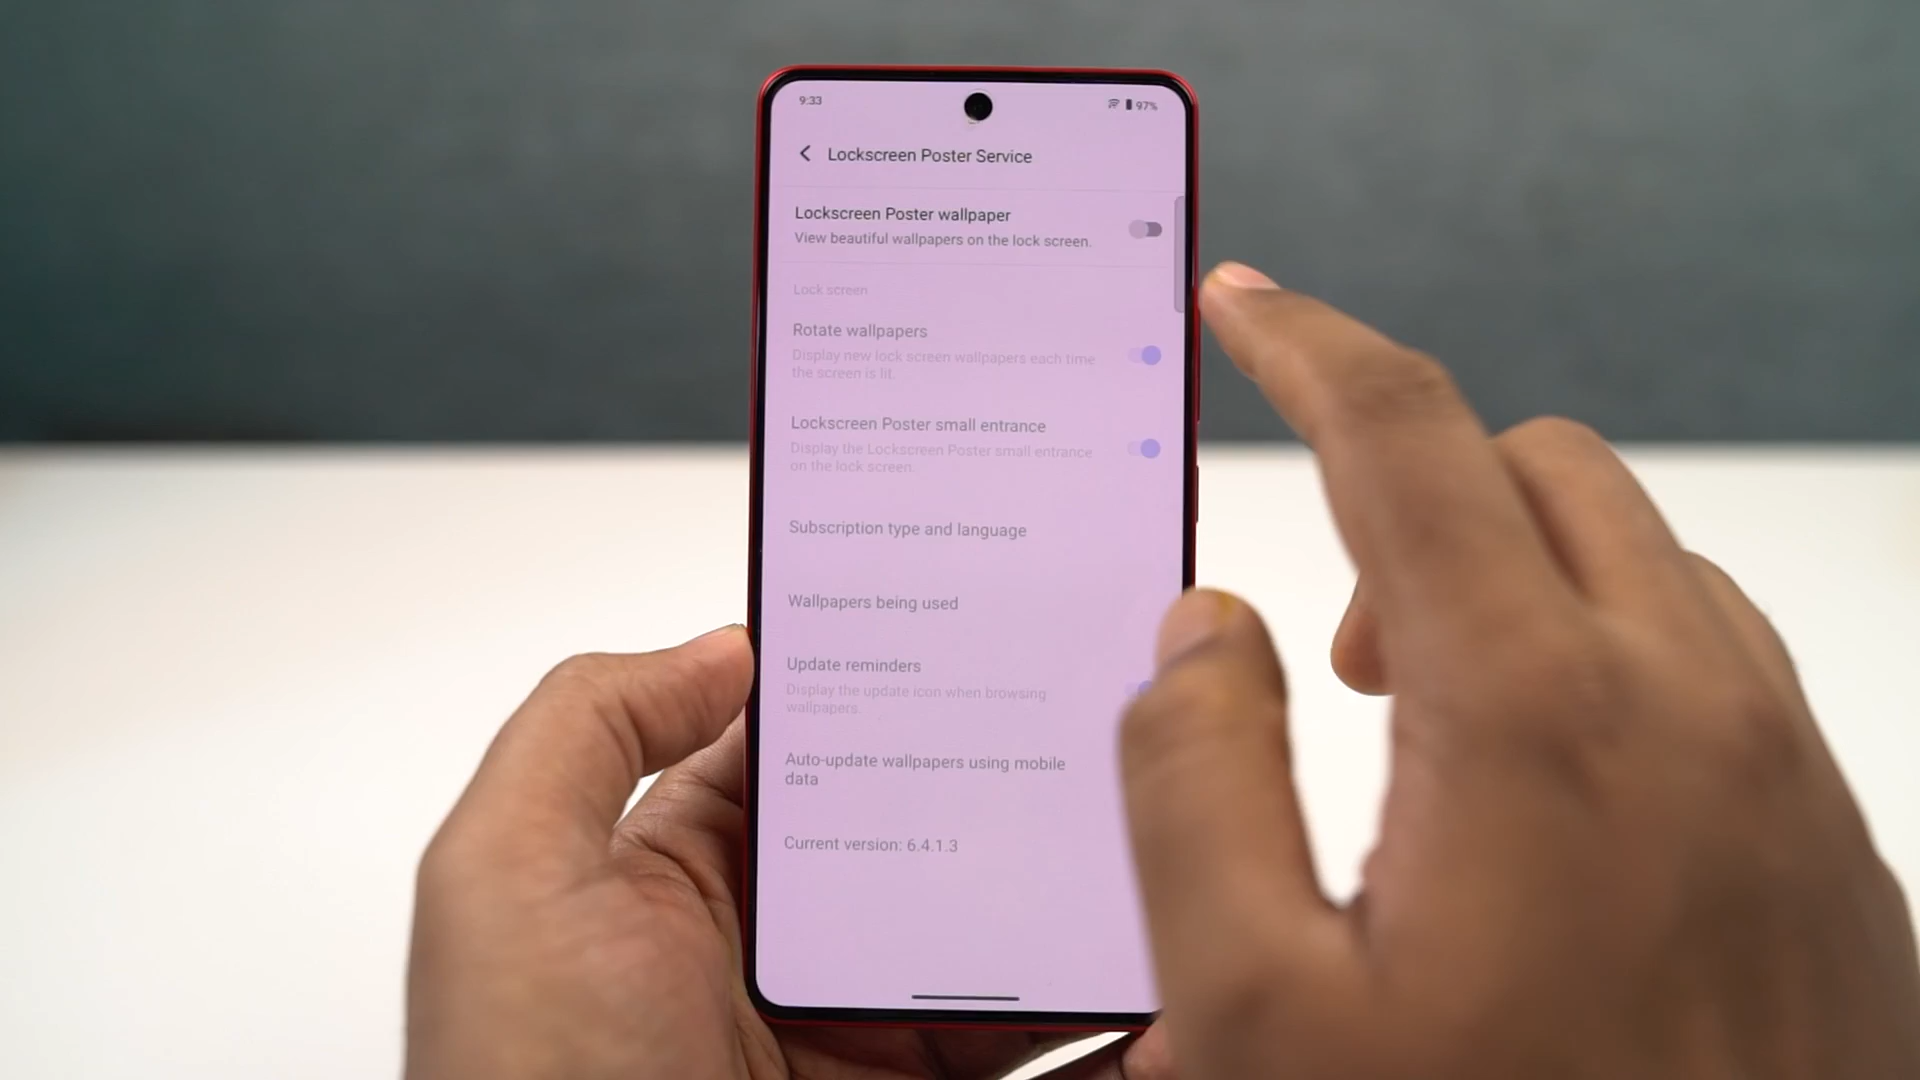 9:33
97%
Lockscreen Poster Service
Lockscreen Poster wallpaper
View beautiful wallpapers on the lock screen.
Lock screen
Rotate wallpapers
Display new lock screen wallpapers each time
the screen is lit.
Lockscreen Poster small entrance
Display the Lockscreen Poster small entrance
on the lock screen.
Subscription type and language
Wallpapers being used
Update reminders
Display the update icon when browsing
wallpapers.
Auto-update wallpapers using mobile
data
Current version: 6.4.1.3